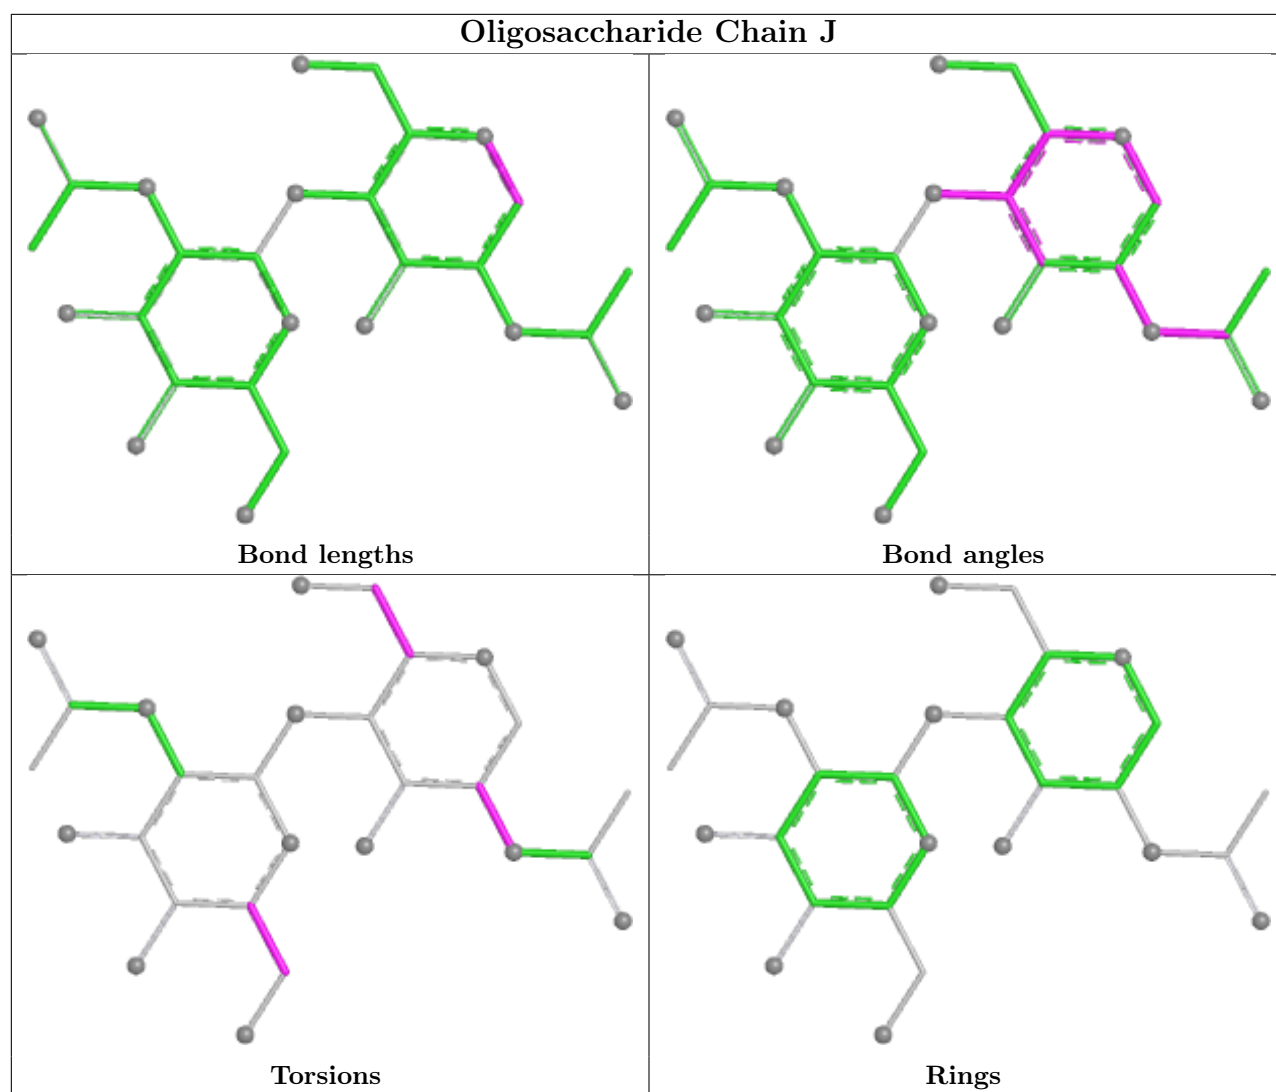 Oligosaccharide Chain J
Bond lengths
Bond angles
Torsions
Rings